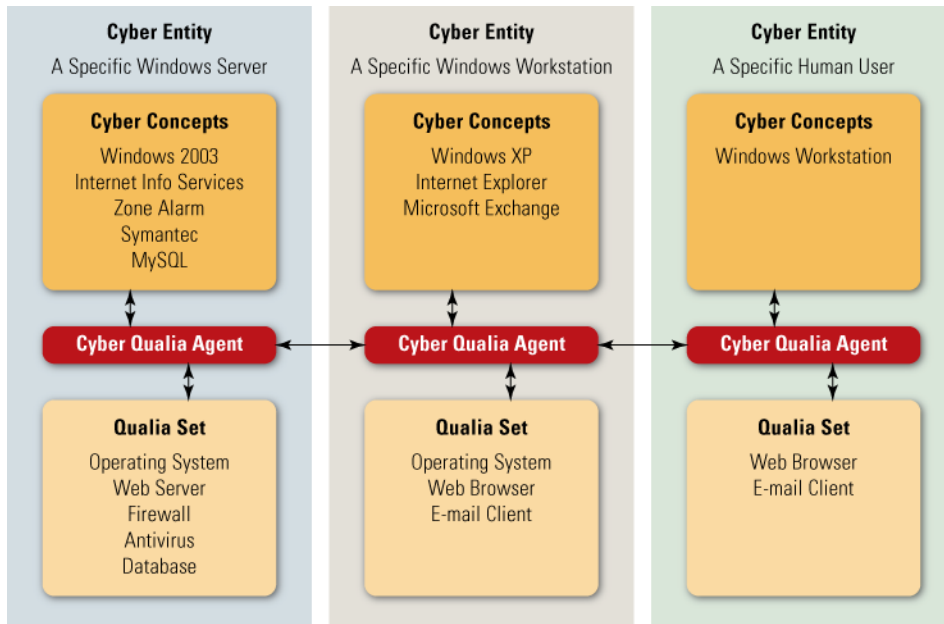 Cyber Entity
A Specific Windows Server
Cyber Concepts
Windows 2003
Internet Info Services
Zone Alarm
Symantec
MySQL
Cyber Qualia Agent
Qualia Set
Operating System
Web Server
Firewall
Antivirus
Database
Cyber Entity
A Specific Windows Workstation
Cyber Concepts
Windows XP
Internet Explorer
Microsoft Exchange
Cyber Qualia Agent
Qualia Set
Operating System
Web Browser
E-mail Client
Cyber Entity
A Specific Human User
Cyber Concepts
Windows Workstation
Cyber Qualia Agent
Qualia Set
Web Browser
E-mail Client